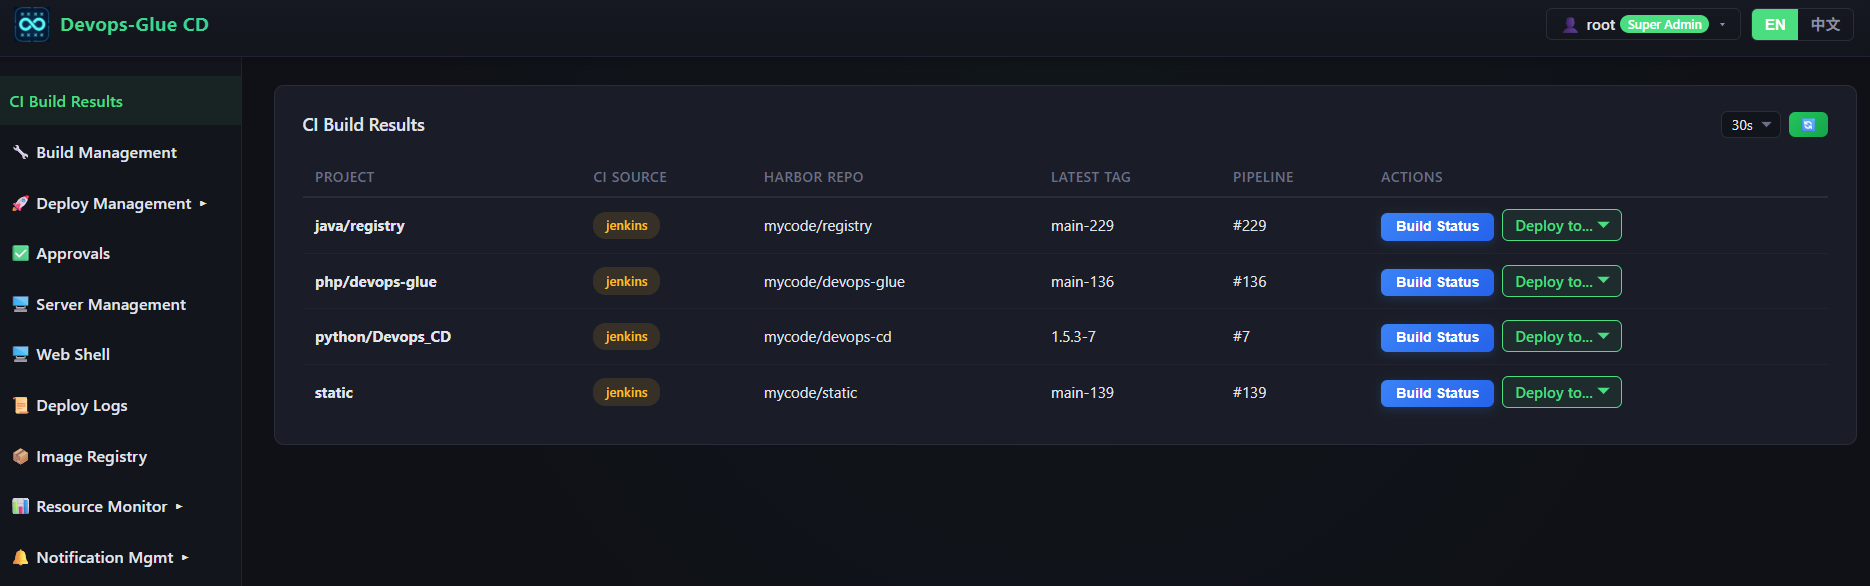 Devops-Glue CD
root Super Admin
EN 中文
CI Build Results
Build Management
Deploy Management
Approvals
Server Management
Web Shell
Deploy Logs
Image Registry
Resource Monitor
Notification Mgmt
CI Build Results
30s
PROJECT CI SOURCE HARBOR REPO LATEST TAG PIPELINE ACTIONS
java/registry jenkins mycode/registry main-229 #229 Build Status Deploy to...
php/devops-glue jenkins mycode/devops-glue main-136 #136 Build Status Deploy to...
python/Devops_CD jenkins mycode/devops-cd 1.5.3-7 #7 Build Status Deploy to...
static jenkins mycode/static main-139 #139 Build Status Deploy to...